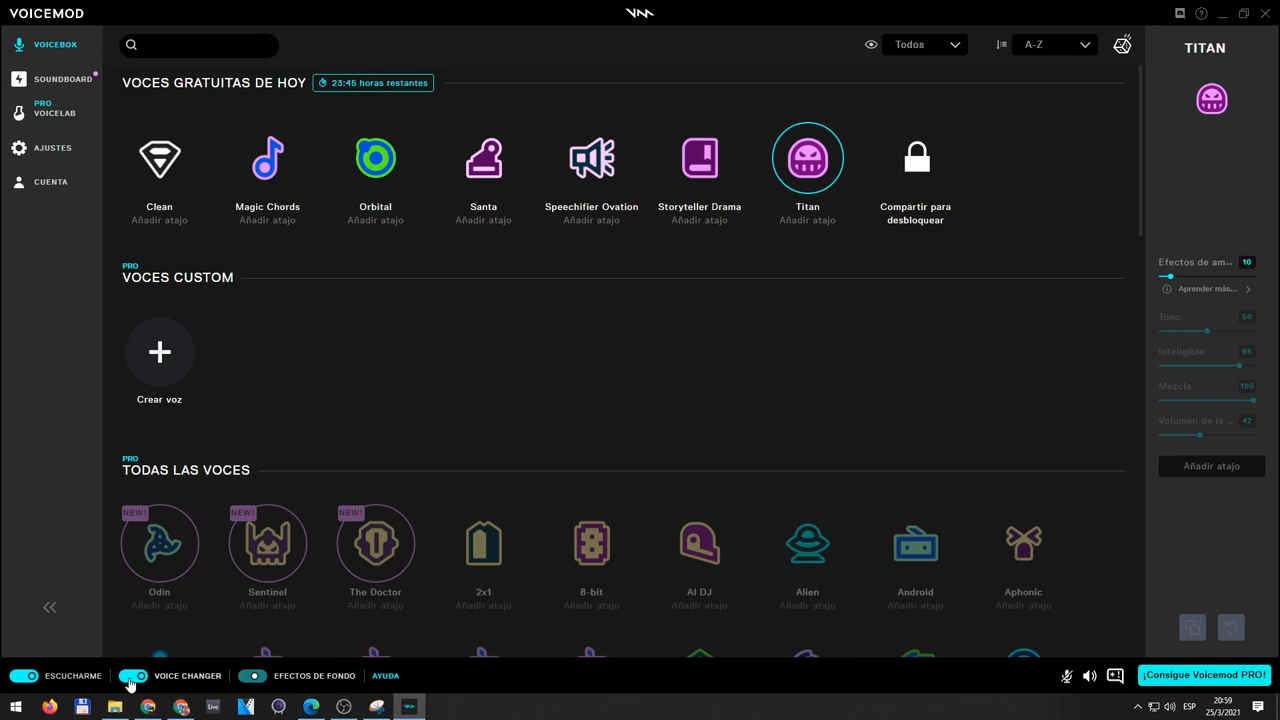 VOICEMOD
VOICEBOX
SOUNDBOARD
PRO
VOICELAB
AJUSTES
CUENTA
Todos
A-Z
VOCES GRATUITAS DE HOY
23:45 horas restantes
Clean
Añadir atajo
Magic Chords
Añadir atajo
Orbital
Añadir atajo
Santa
Añadir atajo
Speechifier Ovation
Añadir atajo
Storyteller Drama
Añadir atajo
Titan
Añadir atajo
Compartir para
desbloquear
PRO
VOCES CUSTOM
Crear voz
PRO
TODAS LAS VOCES
NEW!
Odin
Añadir atajo
NEW!
Sentinel
Añadir atajo
NEW!
The Doctor
Añadir atajo
2x1
Añadir atajo
8-bit
Añadir atajo
AI DJ
Añadir atajo
Alien
Añadir atajo
Android
Añadir atajo
Aphonic
Añadir atajo
TITAN
Efectos de am... 10
Aprender más...
Tono 50
Inteligible 85
Mezcla 100
Volumen de la ... 42
Añadir atajo
ESCUCHARME
VOICE CHANGER
EFECTOS DE FONDO
AYUDA
¡Consigue Voicemod PRO!
Live
ESP
20:59
25/3/2021